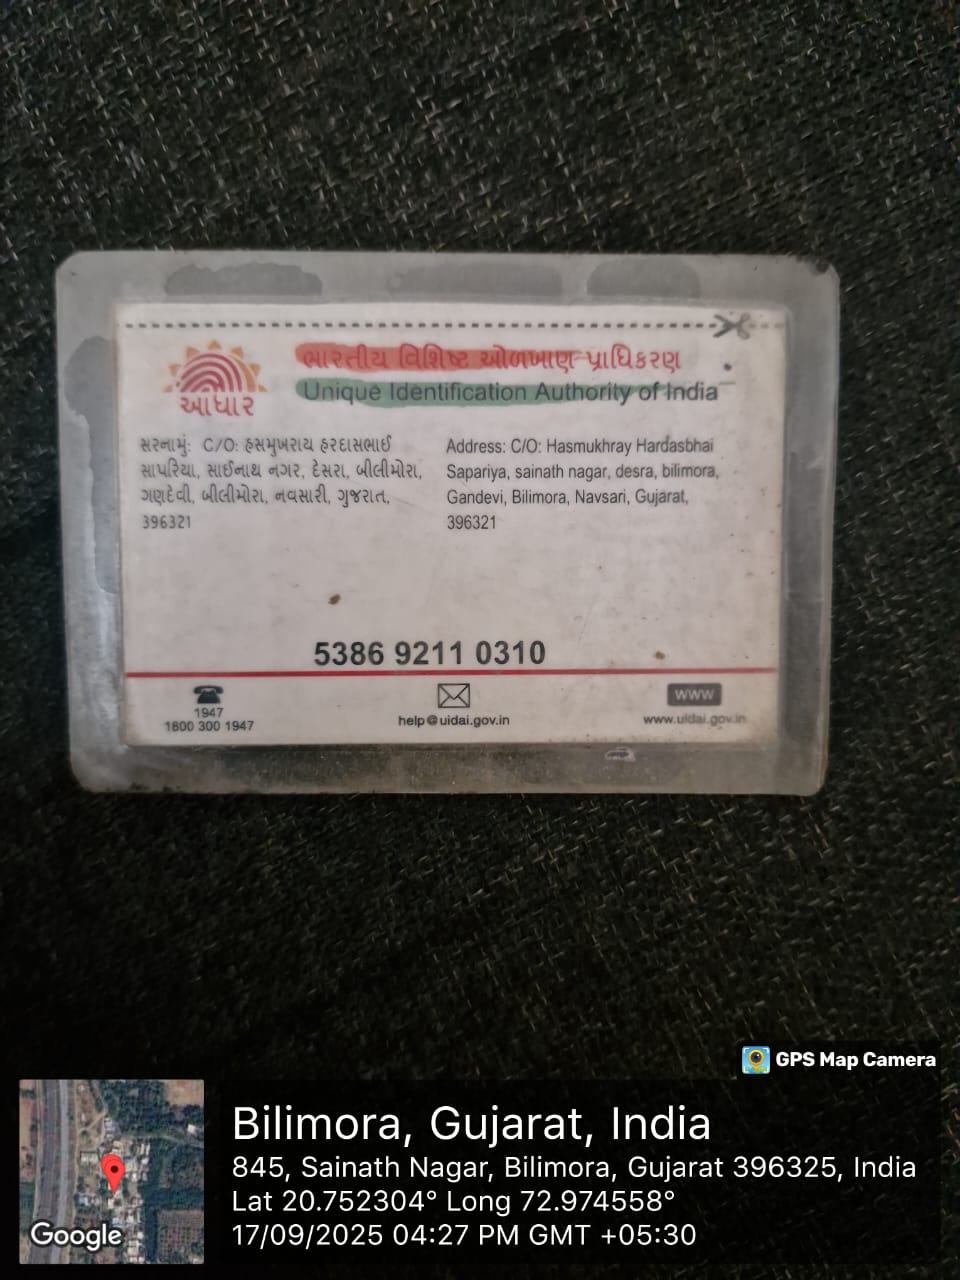 ભારતીય વિશિષ્ટ ઓળખાણ પ્રાધિકરણ
Unique Identification Authority of India
આધાર
સરનામું: C/O: હસમુખરાય હરદાસભાઈ
સાપરિયા, સાઈનાથ નગર, દેસરા, બીલીમોરા,
ગણદેવી, બીલીમોરા, નવસારી, ગુજરાત,
396321
Address: C/O: Hasmukhray Hardasbhai
Sapariya, sainath nagar, desra, bilimora,
Gandevi, Bilimora, Navsari, Gujarat,
396321
5386 9211 0310
1947
1800 300 1947
help@uidai.gov.in
www
www.uidai.gov.in
GPS Map Camera
Google
Bilimora, Gujarat, India
845, Sainath Nagar, Bilimora, Gujarat 396325, India
Lat 20.752304° Long 72.974558°
17/09/2025 04:27 PM GMT +05:30